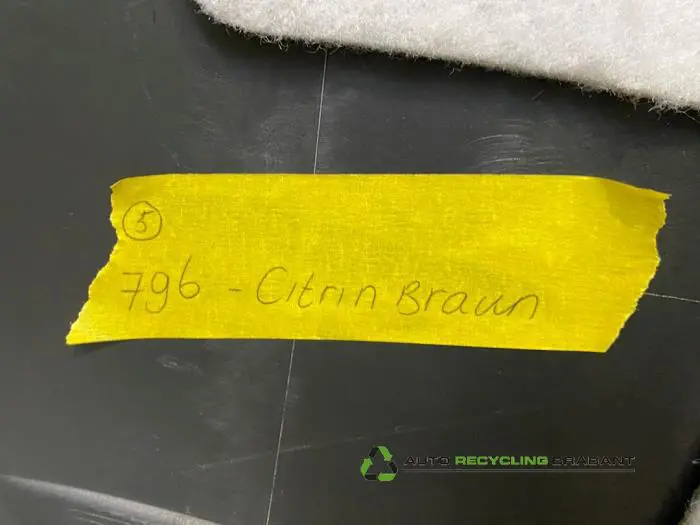 5
796 - Citrin Braun
AUTO RECYCLING BRABANT